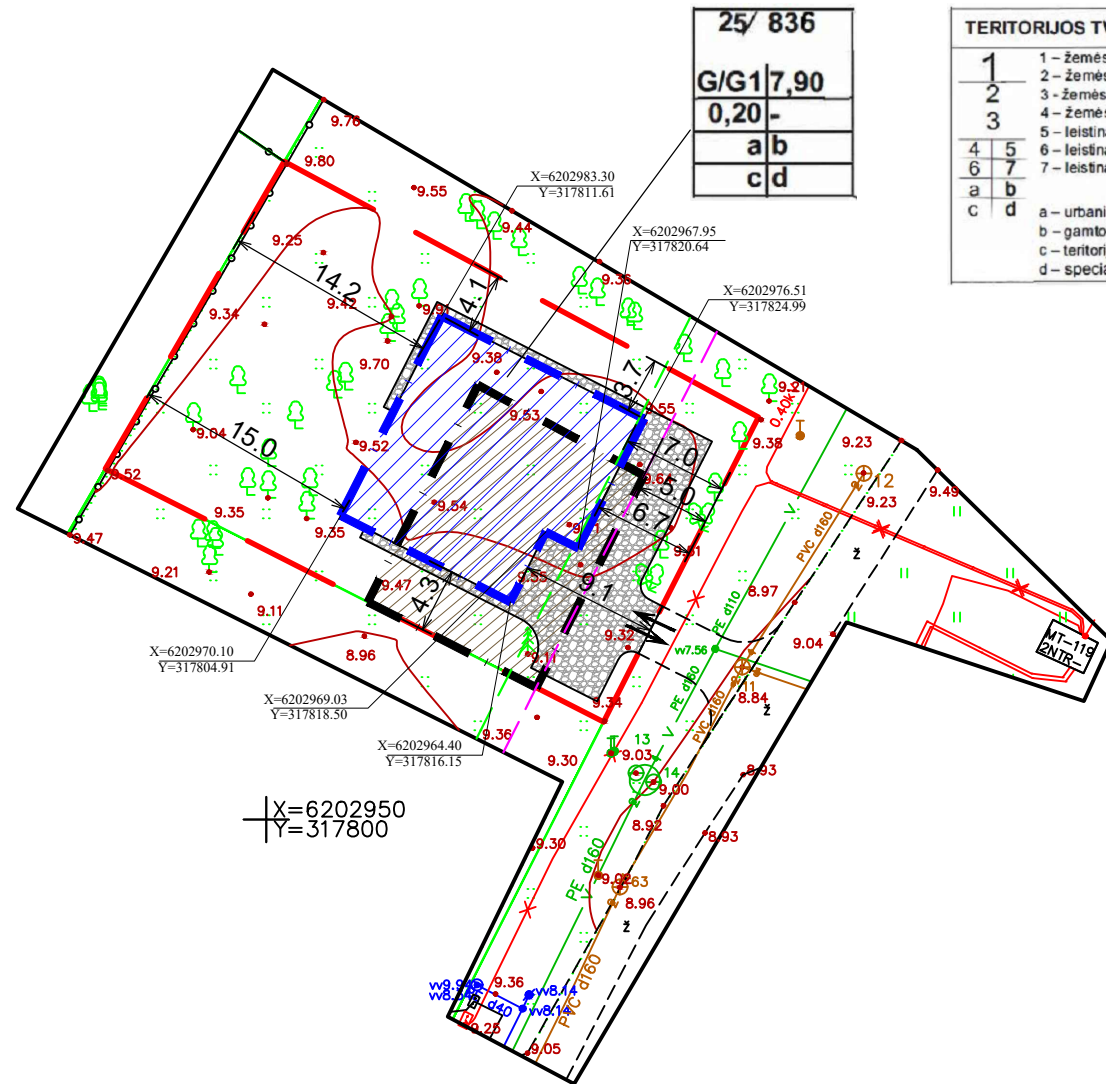 25/ 836
G/G1 7,90
0,20 -
a b
c d
TERITORIJOS
1
2
3
4 5
6 7
a b
c d
1 – žemės
2 – žemės
3 - žemės
4 – žemės
5 – leistin
6 – leistina
7 – leistina
a – urbani
b – gamto
c – teritori
d – specia
9.76
9.80
9.55
X=6202983.30
Y=317811.61
9.44
X=6202967.95
Y=317820.64
9.36
X=6202976.51
Y=317824.99
9.25
14.2
9.42
9.91
4.1
9.34
9.70
9.38
3.7
9.53
9.55
9.21
0.40kV
9.38
9.23
T
9.04
15.0
9.52
7.0
12
9.23
9.49
9.52
9.54
5.0
6.7
9.35
9.35
9.47
9.21
9.47
4.3
9.55
9.1
PVC d160
ž
8.97
PE d110
V
9.11
8.96
9.32
9.04
MT-11g
2NTR-
X=6202970.10
Y=317804.91
vv7.56
PE d160
11
8.84
ž
PVC d160
X=6202969.03
Y=317818.50
9.34
X=6202964.40
Y=317816.15
9.36
9.30
13
9.03
14
9.00
8.93
X=6202950
Y=317800
8.92
8.93
9.30
PE d160
V
8.96
ž
9.36
vv8.14
d40
vv8.14
PVC d160
9.25
9.05